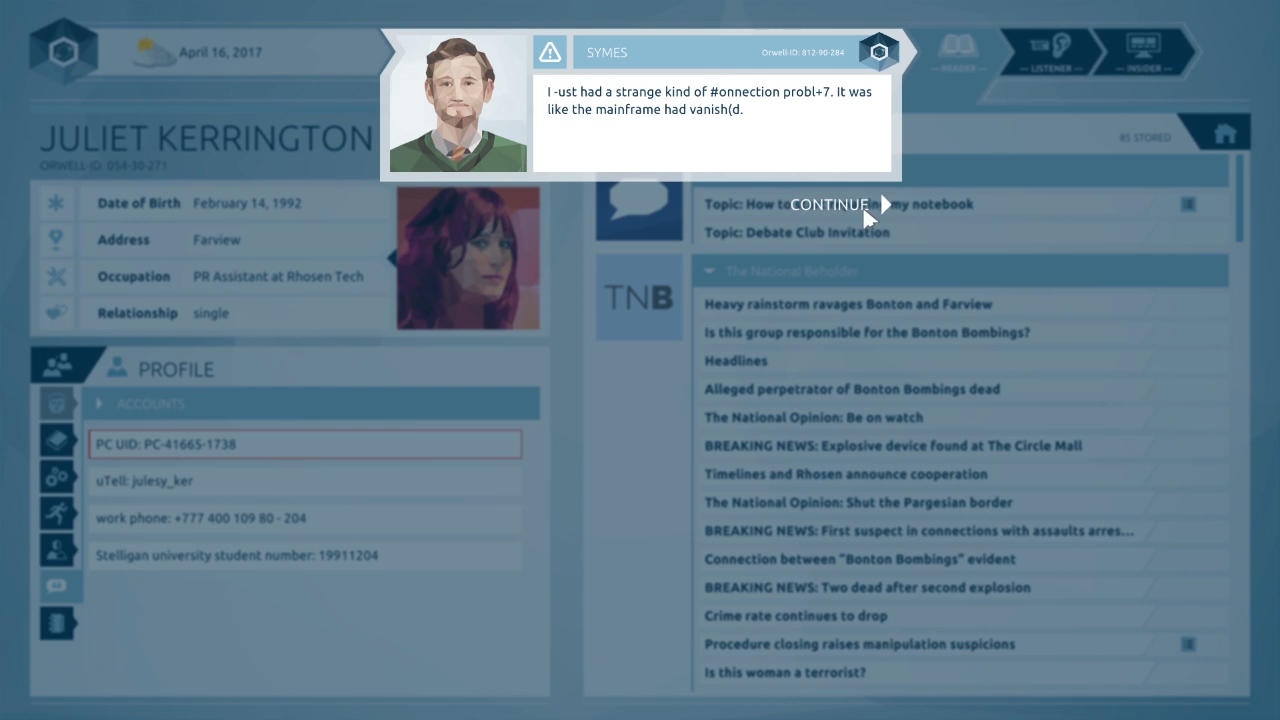 April 16, 2017
SYMES
Orwell-ID: 812-90-284
READER
LISTENER
INSIDER
I -ust had a strange kind of #onnection probl+7. It was
like the mainframe had vanish(d.
CONTINUE
JULIET KERRINGTON
ORWELL-ID: 054-30-271
Date of Birth February 14, 1992
Address Farview
Occupation PR Assistant at Rhosen Tech
Relationship single
PROFILE
ACCOUNTS
PC UID: PC-41665-1738
uTell: julesy_ker
work phone: +777 400 109 80 - 204
Stelligan university student number: 19911204
85 STORED
Topic: How to my notebook
Topic: Debate Club Invitation
TNB
The National Beholder
Heavy rainstorm ravages Bonton and Farview
Is this group responsible for the Bonton Bombings?
Headlines
Alleged perpetrator of Bonton Bombings dead
The National Opinion: Be on watch
BREAKING NEWS: Explosive device found at The Circle Mall
Timelines and Rhosen announce cooperation
The National Opinion: Shut the Pargesian border
BREAKING NEWS: First suspect in connections with assaults arres...
Connection between "Bonton Bombings" evident
BREAKING NEWS: Two dead after second explosion
Crime rate continues to drop
Procedure closing raises manipulation suspicions
Is this woman a terrorist?